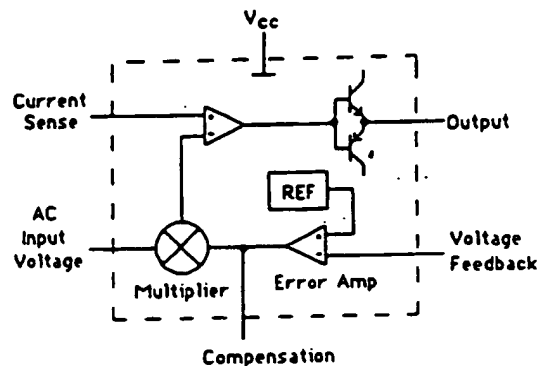 Vcc
Current
Sense
Output
REF
AC
Input
Voltage
Voltage
Feedback
Multiplier
Error Amp
Compensation